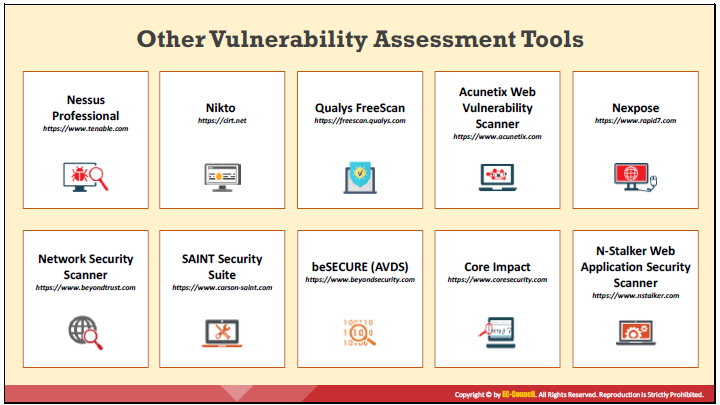 Other Vulnerability Assessment Tools
Nessus
Professional
https://www.tenable.com
Nikto
https://cirt.net
Qualys FreeScan
https://freescan.qualys.com
Acunetix Web
Vulnerability
Scanner
https://www.acunetix.com
Nexpose
https://www.rapid7.com
Network Security
Scanner
https://www.beyondtrust.com
SAINT Security
Suite
https://www.carson-saint.com
beSECURE (AVDS)
https://www.beyondsecurity.com
Core Impact
https://www.coresecurity.com
N-Stalker Web
Application Security
Scanner
https://www.nstalker.com
Copyright © by EC-Council. All Rights Reserved. Reproduction is Strictly Prohibited.